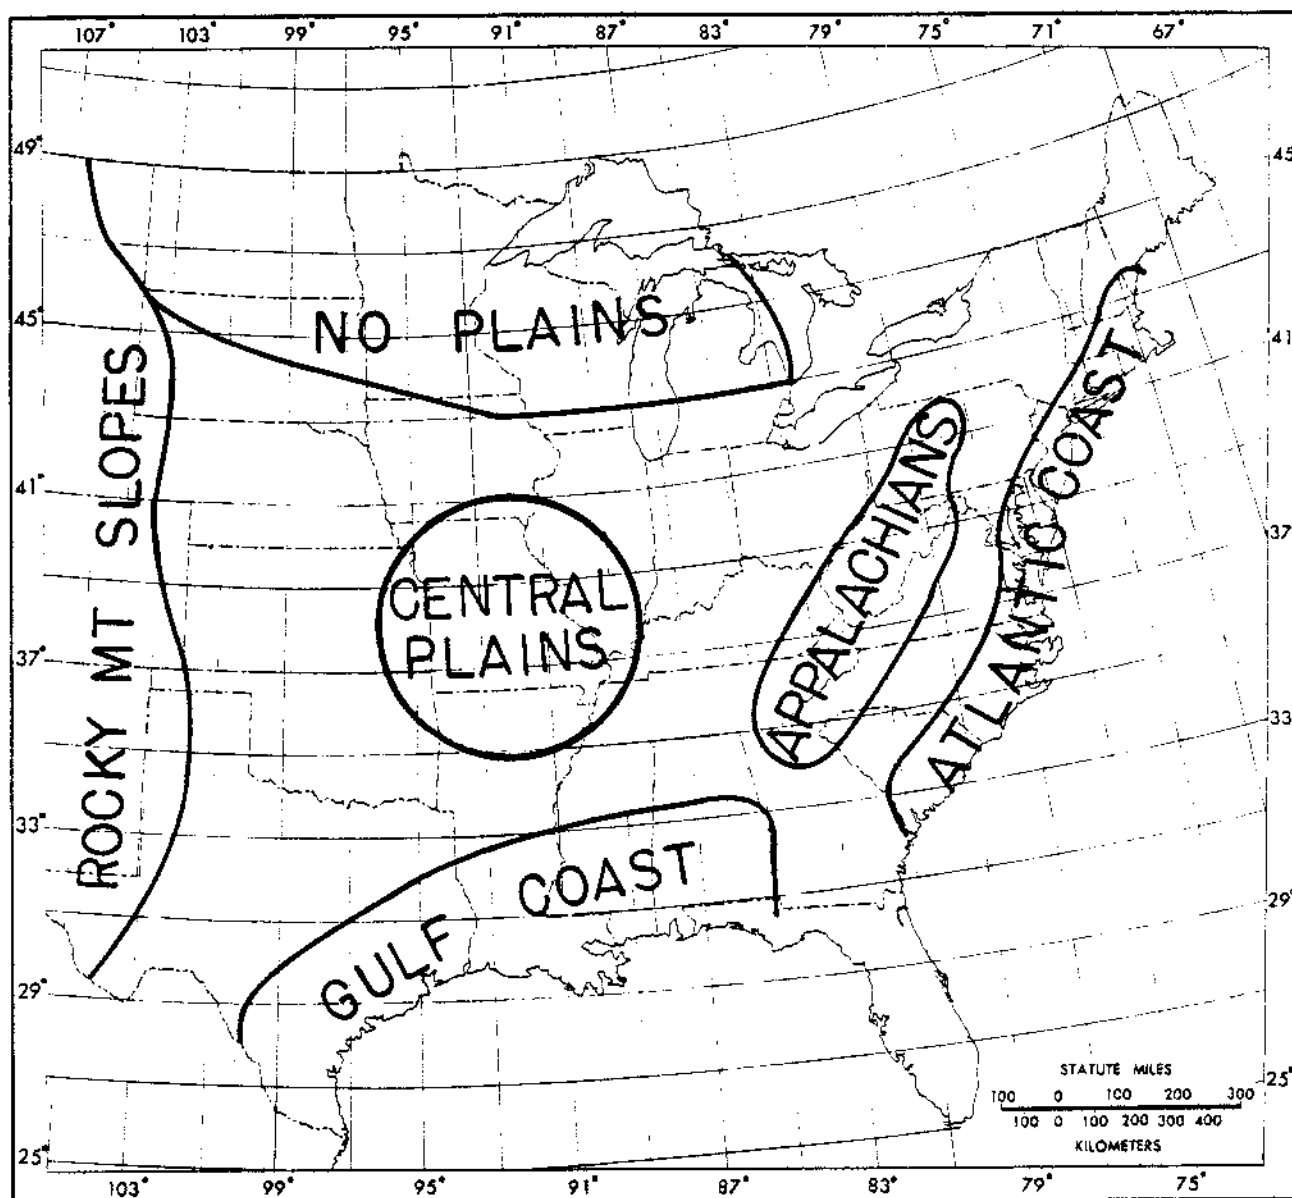 107° 103° 99° 95° 91° 87° 83° 79° 75° 71° 67°
49°
45°
NO PLAINS
45°
41°
ROCKY MT SLOPES
APPALACHIANS
ATLANTIC COAST
41°
37°
CENTRAL
PLAINS
37°
33°
33°
GULF COAST
29°
29°
STATUTE MILES
100 0 100 200 300
100 0 100 200 300 400
KILOMETERS
25°
25°
103° 99° 95° 91° 87° 83° 79° 75°